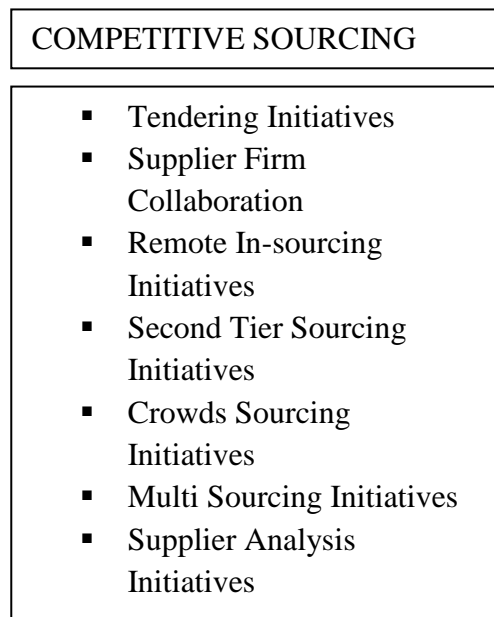 COMPETITIVE SOURCING
▪ Tendering Initiatives
▪ Supplier Firm
Collaboration
▪ Remote In-sourcing
Initiatives
▪ Second Tier Sourcing
Initiatives
▪ Crowds Sourcing
Initiatives
▪ Multi Sourcing Initiatives
▪ Supplier Analysis
Initiatives